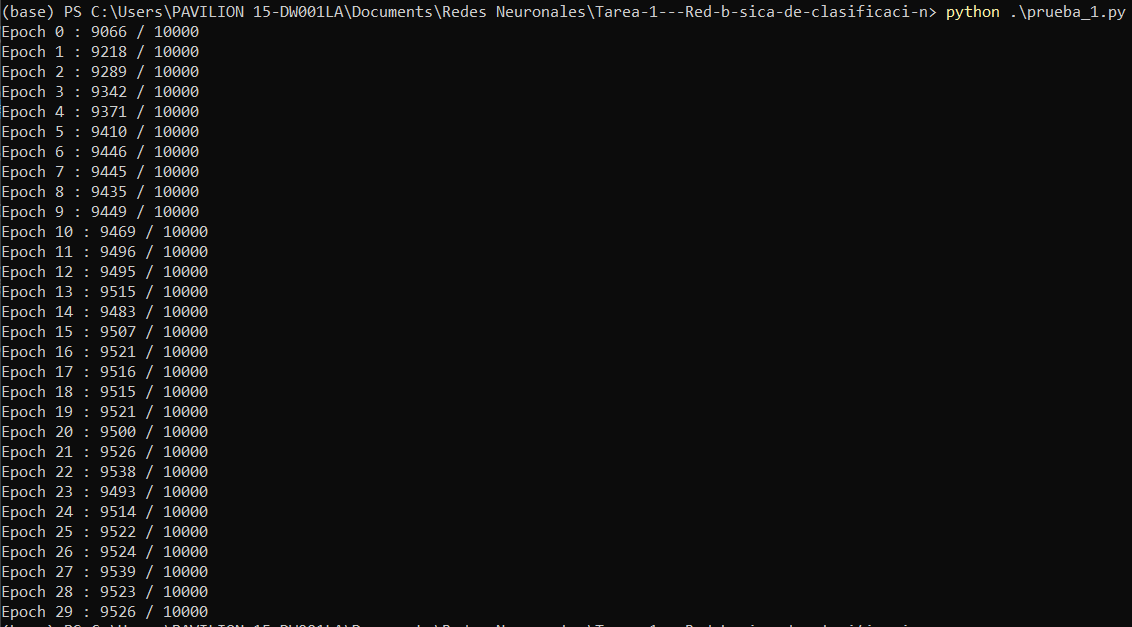 (base) PS C:\Users\PAVILION 15-DW001LA\Documents\Redes Neuronales\Tarea-1---Red-b-sica-de-clasificaci-n> python .\prueba_1.py
Epoch 0 : 9066 / 10000
Epoch 1 : 9218 / 10000
Epoch 2 : 9289 / 10000
Epoch 3 : 9342 / 10000
Epoch 4 : 9371 / 10000
Epoch 5 : 9410 / 10000
Epoch 6 : 9446 / 10000
Epoch 7 : 9445 / 10000
Epoch 8 : 9435 / 10000
Epoch 9 : 9449 / 10000
Epoch 10 : 9469 / 10000
Epoch 11 : 9496 / 10000
Epoch 12 : 9495 / 10000
Epoch 13 : 9515 / 10000
Epoch 14 : 9483 / 10000
Epoch 15 : 9507 / 10000
Epoch 16 : 9521 / 10000
Epoch 17 : 9516 / 10000
Epoch 18 : 9515 / 10000
Epoch 19 : 9521 / 10000
Epoch 20 : 9500 / 10000
Epoch 21 : 9526 / 10000
Epoch 22 : 9538 / 10000
Epoch 23 : 9493 / 10000
Epoch 24 : 9514 / 10000
Epoch 25 : 9522 / 10000
Epoch 26 : 9524 / 10000
Epoch 27 : 9539 / 10000
Epoch 28 : 9523 / 10000
Epoch 29 : 9526 / 10000